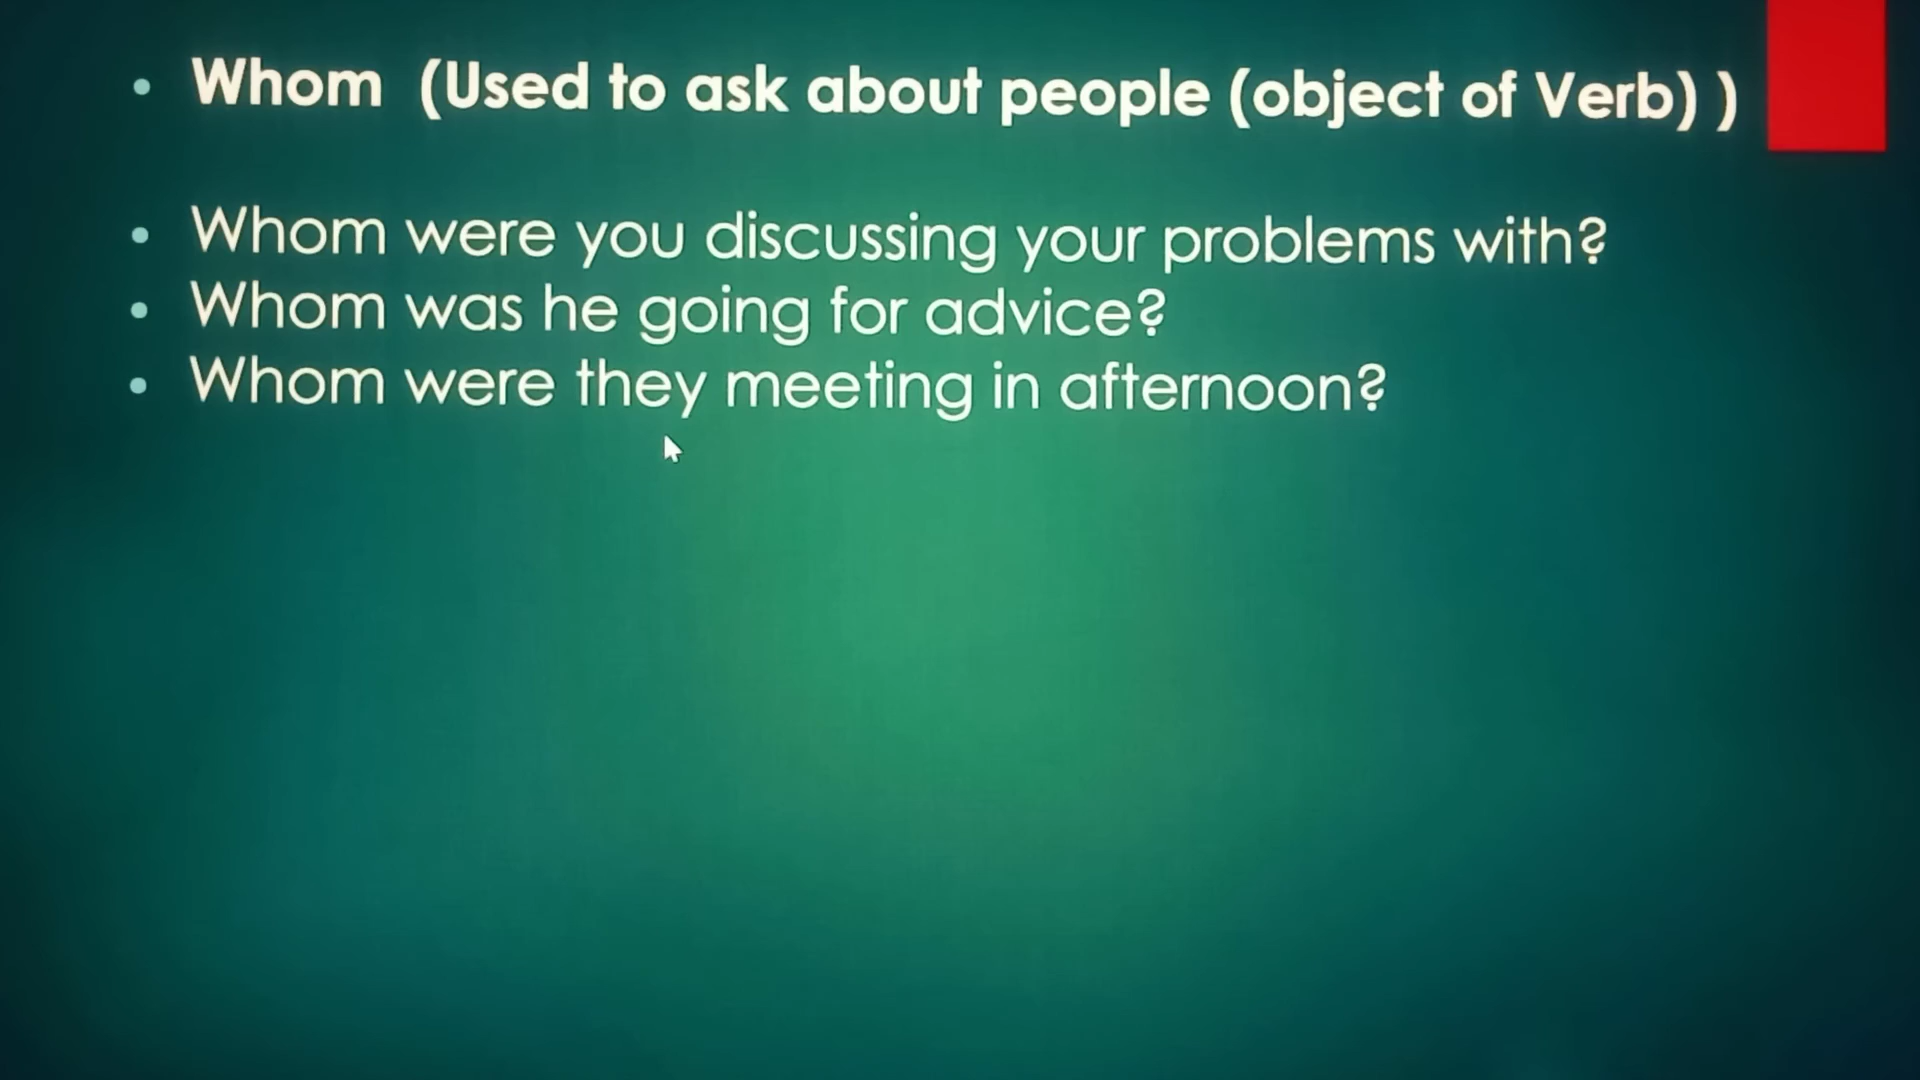 • Whom (Used to ask about people (object of Verb) )
• Whom were you discussing your problems with?
• Whom was he going for advice?
• Whom were they meeting in afternoon?